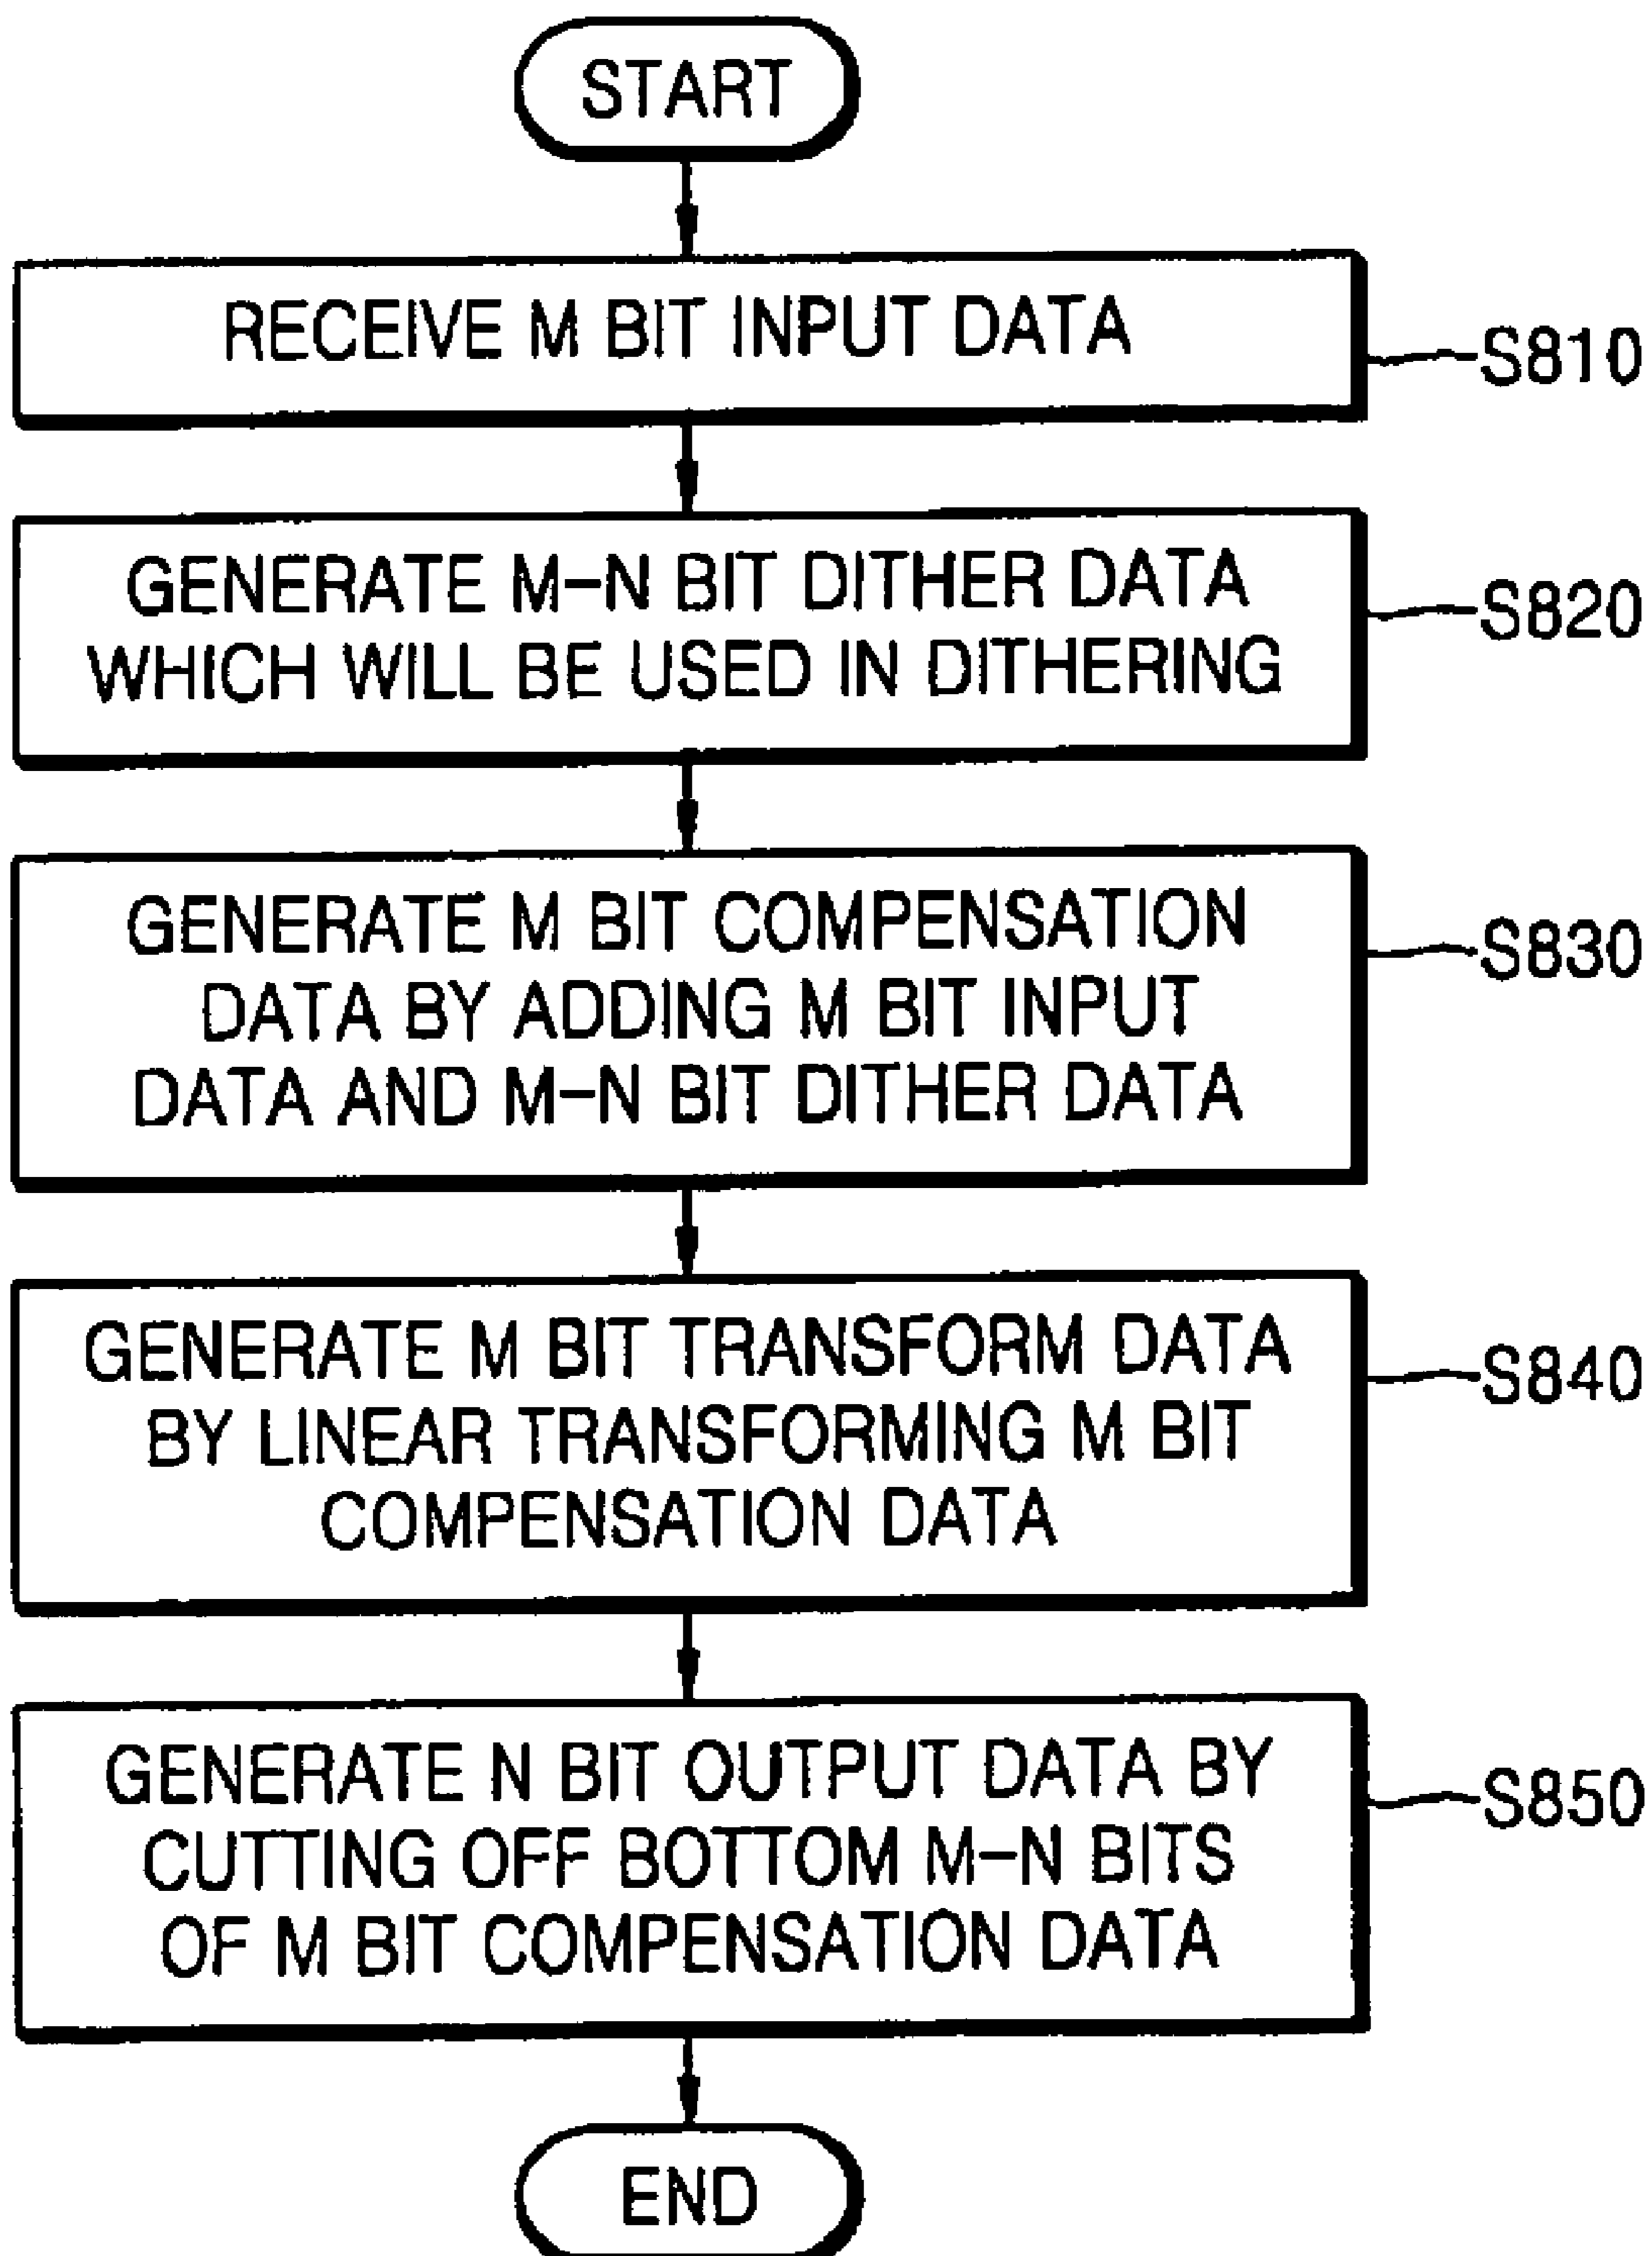 START
RECEIVE M BIT INPUT DATA
S810
GENERATE M-N BIT DITHER DATA
WHICH WILL BE USED IN DITHERING
S820
GENERATE M BIT COMPENSATION
DATA BY ADDING M BIT INPUT
DATA AND M-N BIT DITHER DATA
S830
GENERATE M BIT TRANSFORM DATA
BY LINEAR TRANSFORMING M BIT
COMPENSATION DATA
S840
GENERATE N BIT OUTPUT DATA BY
CUTTING OFF BOTTOM M-N BITS
OF M BIT COMPENSATION DATA
S850
END